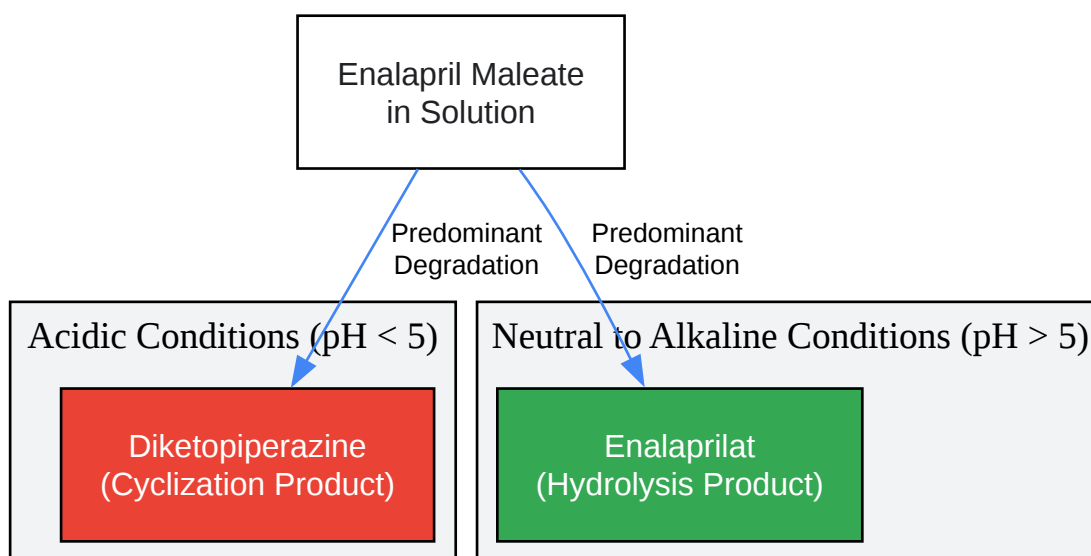 Enalapril Maleate
in Solution
Predominant
Degradation
Predominant
Degradation
Acidic Conditions (pH < 5)
Neutral to Alkaline Conditions (pH > 5)
Diketopiperazine
(Cyclization Product)
Enalaprilat
(Hydrolysis Product)